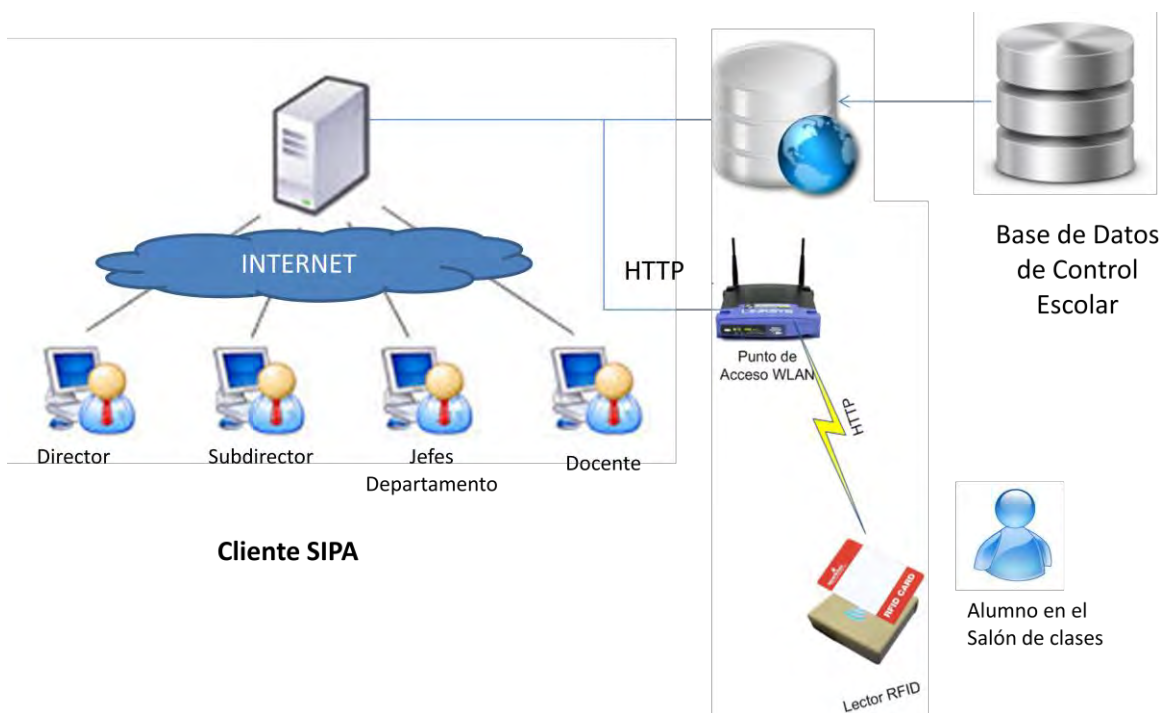 INTERNET
Director
Subdirector
Jefes
Departamento
Docente
Cliente SIPA
HTTP
LINKSYS
Punto de
Acceso WLAN
HTTP
RFID CARD
Lector RFID
Base de Datos
de Control
Escolar
Alumno en el
Salón de clases